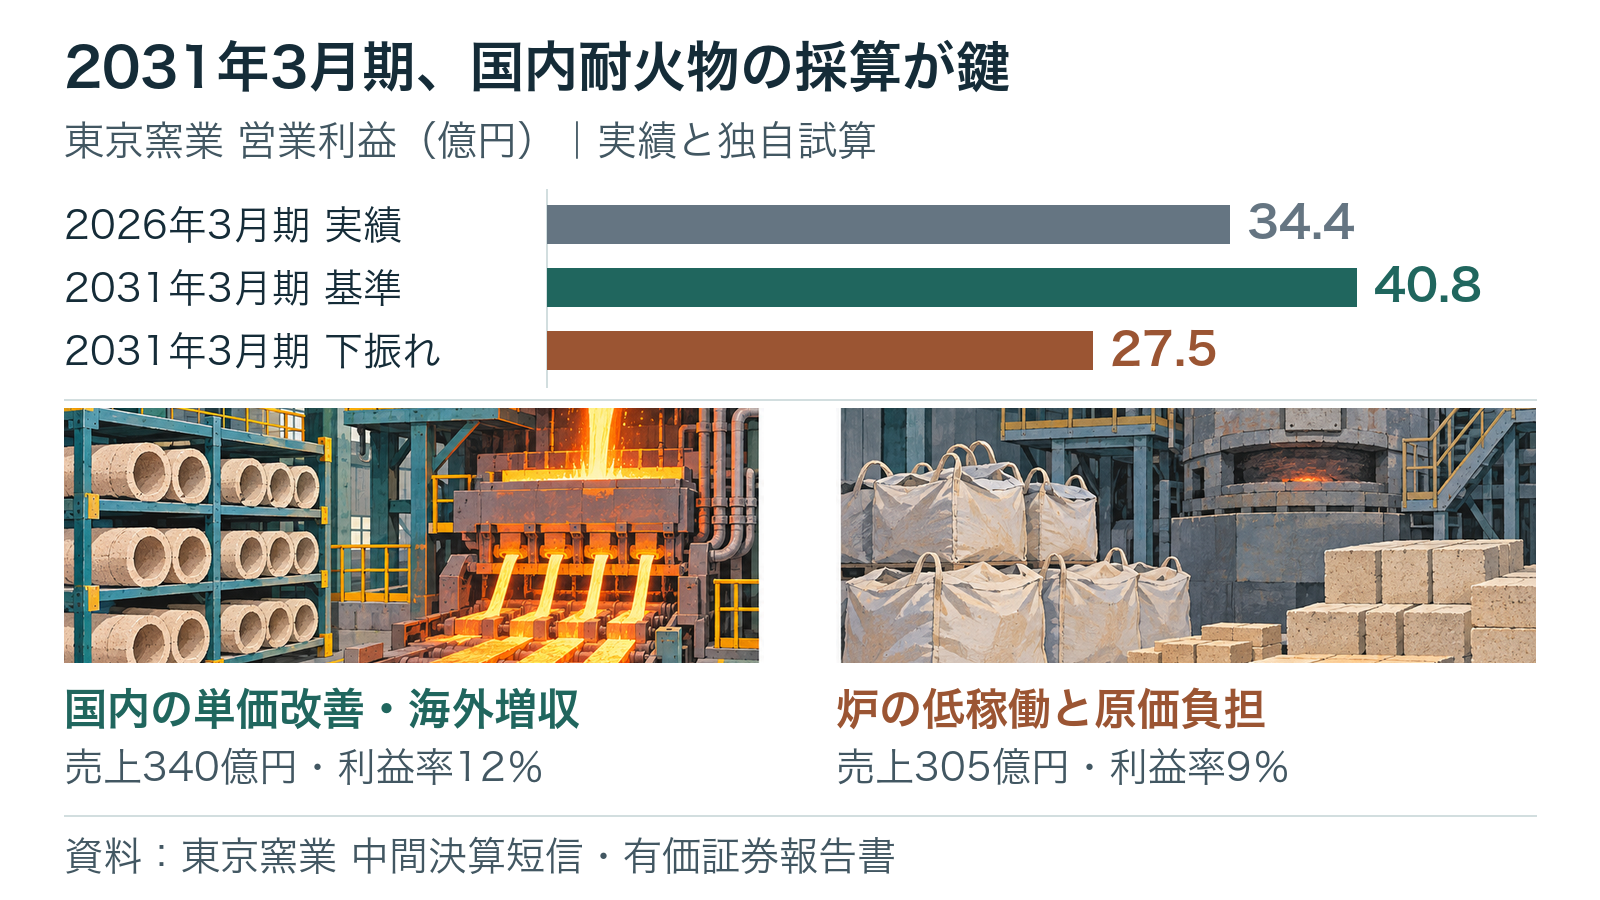 2031年3月期、国内耐火物の採算が鍵
東京窯業 営業利益（億円）｜実績と独自試算
2026年3月期 実績 34.4
2031年3月期 基準 40.8
2031年3月期 下振れ 27.5
国内の単価改善・海外増収
売上340億円・利益率12%
炉の低稼働と原価負担
売上305億円・利益率9%
資料：東京窯業 中間決算短信・有価証券報告書